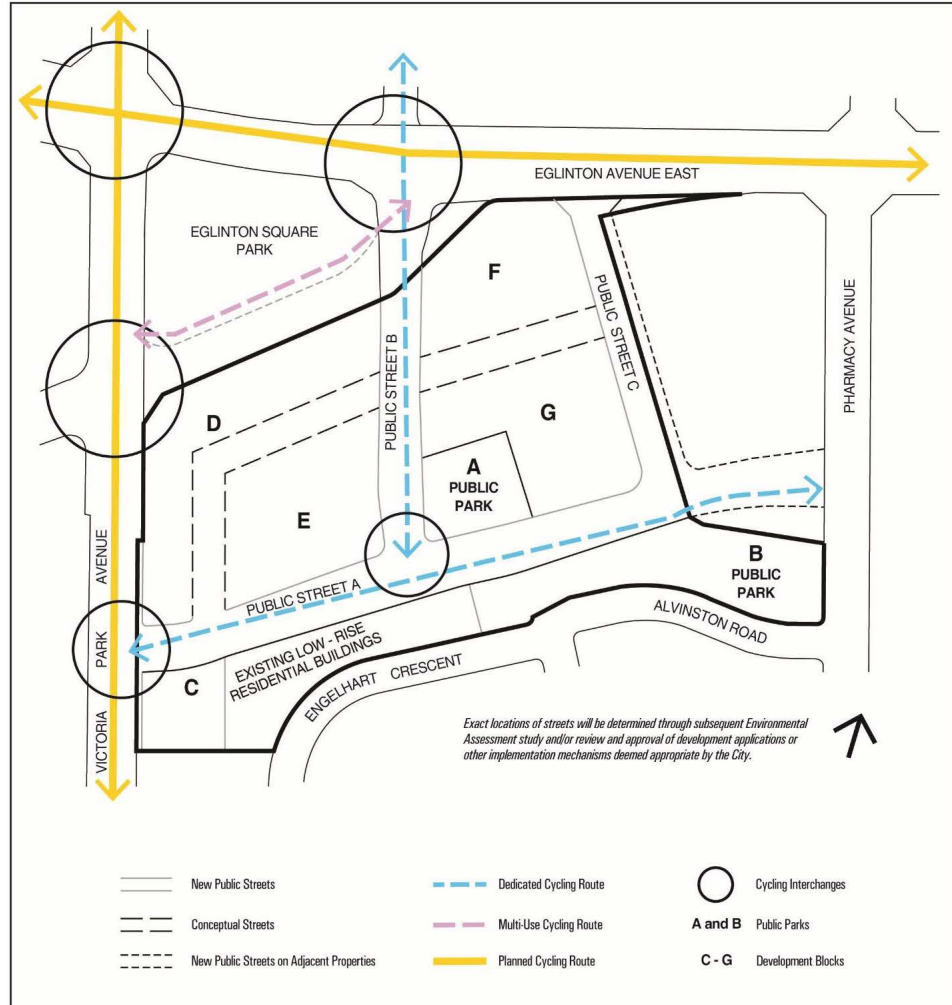 EGLINTON AVENUE EAST
EGLINTON SQUARE
PARK
F
PUBLIC STREET C
PUBLIC STREET B
PHARMACY AVENUE
D
G
A
PUBLIC
PARK
E
B
PUBLIC
PARK
PUBLIC STREET A
ALVINSTON ROAD
EXISTING LOW - RISE
RESIDENTIAL BUILDINGS
C
ENGELHART CRESCENT
VICTORIA PARK AVENUE
Exact locations of streets will be determined through subsequent Environmental
Assessment study and/or review and approval of development applications or
other implementation mechanisms deemed appropriate by the City.
New Public Streets
Dedicated Cycling Route
Cycling Interchanges
Conceptual Streets
Multi-Use Cycling Route
A and B Public Parks
New Public Streets on Adjacent Properties
Planned Cycling Route
C - G Development Blocks